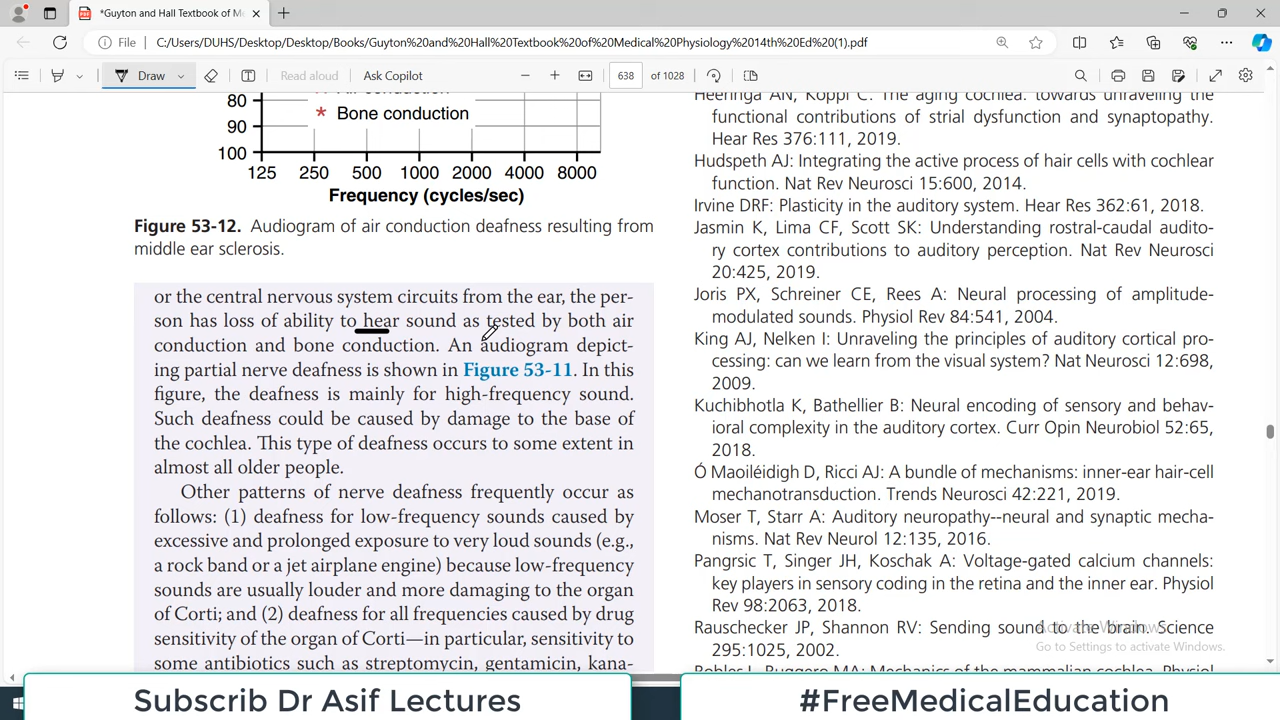 *Guyton and Hall Textbook of Me
File
C:/Users/DUHS/Desktop/Desktop/Books/Guyton%20and%20Hall%20Textbook%20of%20Medical%20Physiology%2014th%20Ed%20(1).pdf
Draw
Read aloud
Ask Copilot
638
of 1028
80
90
* Bone conduction
100
125 250 500 1000 2000 4000 8000
Frequency (cycles/sec)
Figure 53-12. Audiogram of air conduction deafness resulting from
middle ear sclerosis.
or the central nervous system circuits from the ear, the per-
son has loss of ability to hear sound as tested by both air
conduction and bone conduction. An audiogram depict-
ing partial nerve deafness is shown in Figure 53-11. In this
figure, the deafness is mainly for high-frequency sound.
Such deafness could be caused by damage to the base of
the cochlea. This type of deafness occurs to some extent in
almost all older people.
Other patterns of nerve deafness frequently occur as
follows: (1) deafness for low-frequency sounds caused by
excessive and prolonged exposure to very loud sounds (e.g.,
a rock band or a jet airplane engine) because low-frequency
sounds are usually louder and more damaging to the organ
of Corti; and (2) deafness for all frequencies caused by drug
sensitivity of the organ of Corti—in particular, sensitivity to
some antibiotics such as streptomycin, gentamicin, kana-
Heeringa AN, Köppl C: The aging cochlea: towards unraveling the
functional contributions of strial dysfunction and synaptopathy.
Hear Res 376:111, 2019.
Hudspeth AJ: Integrating the active process of hair cells with cochlear
function. Nat Rev Neurosci 15:600, 2014.
Irvine DRF: Plasticity in the auditory system. Hear Res 362:61, 2018.
Jasmin K, Lima CF, Scott SK: Understanding rostral-caudal audito-
ry cortex contributions to auditory perception. Nat Rev Neurosci
20:425, 2019.
Joris PX, Schreiner CE, Rees A: Neural processing of amplitude-
modulated sounds. Physiol Rev 84:541, 2004.
King AJ, Nelken I: Unraveling the principles of auditory cortical pro-
cessing: can we learn from the visual system? Nat Neurosci 12:698,
2009.
Kuchibhotla K, Bathellier B: Neural encoding of sensory and behav-
ioral complexity in the auditory cortex. Curr Opin Neurobiol 52:65,
2018.
Ó Maoiléidigh D, Ricci AJ: A bundle of mechanisms: inner-ear hair-cell
mechanotransduction. Trends Neurosci 42:221, 2019.
Moser T, Starr A: Auditory neuropathy--neural and synaptic mecha-
nisms. Nat Rev Neurol 12:135, 2016.
Pangrsic T, Singer JH, Koschak A: Voltage-gated calcium channels:
key players in sensory coding in the retina and the inner ear. Physiol
Rev 98:2063, 2018.
Rauschecker JP, Shannon RV: Sending sound to the brain. Science
295:1025, 2002.
Activate Windows
Go to Settings to activate Windows.
Subscrib Dr Asif Lectures
#FreeMedicalEducation